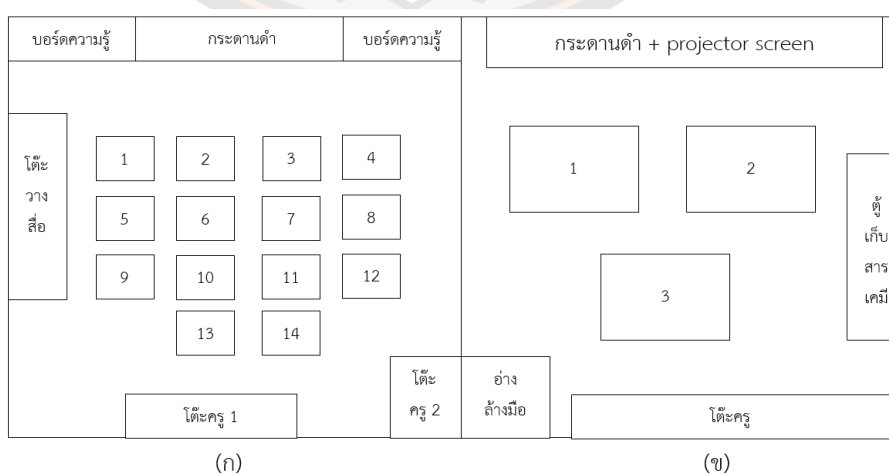 บอร์ดความรู้ กระดานดำ บอร์ดความรู้
กระดานดำ + projector screen
โต๊ะ
วาง
สื่อ
1 2 3 4
5 6 7 8
9 10 11 12
13 14
โต๊ะครู 1
โต๊ะ
ครู 2
1 2
3
ตู้
เก็บ
สาร
เคมี
อ่าง
ล้างมือ
โต๊ะครู
(ก) (ข)